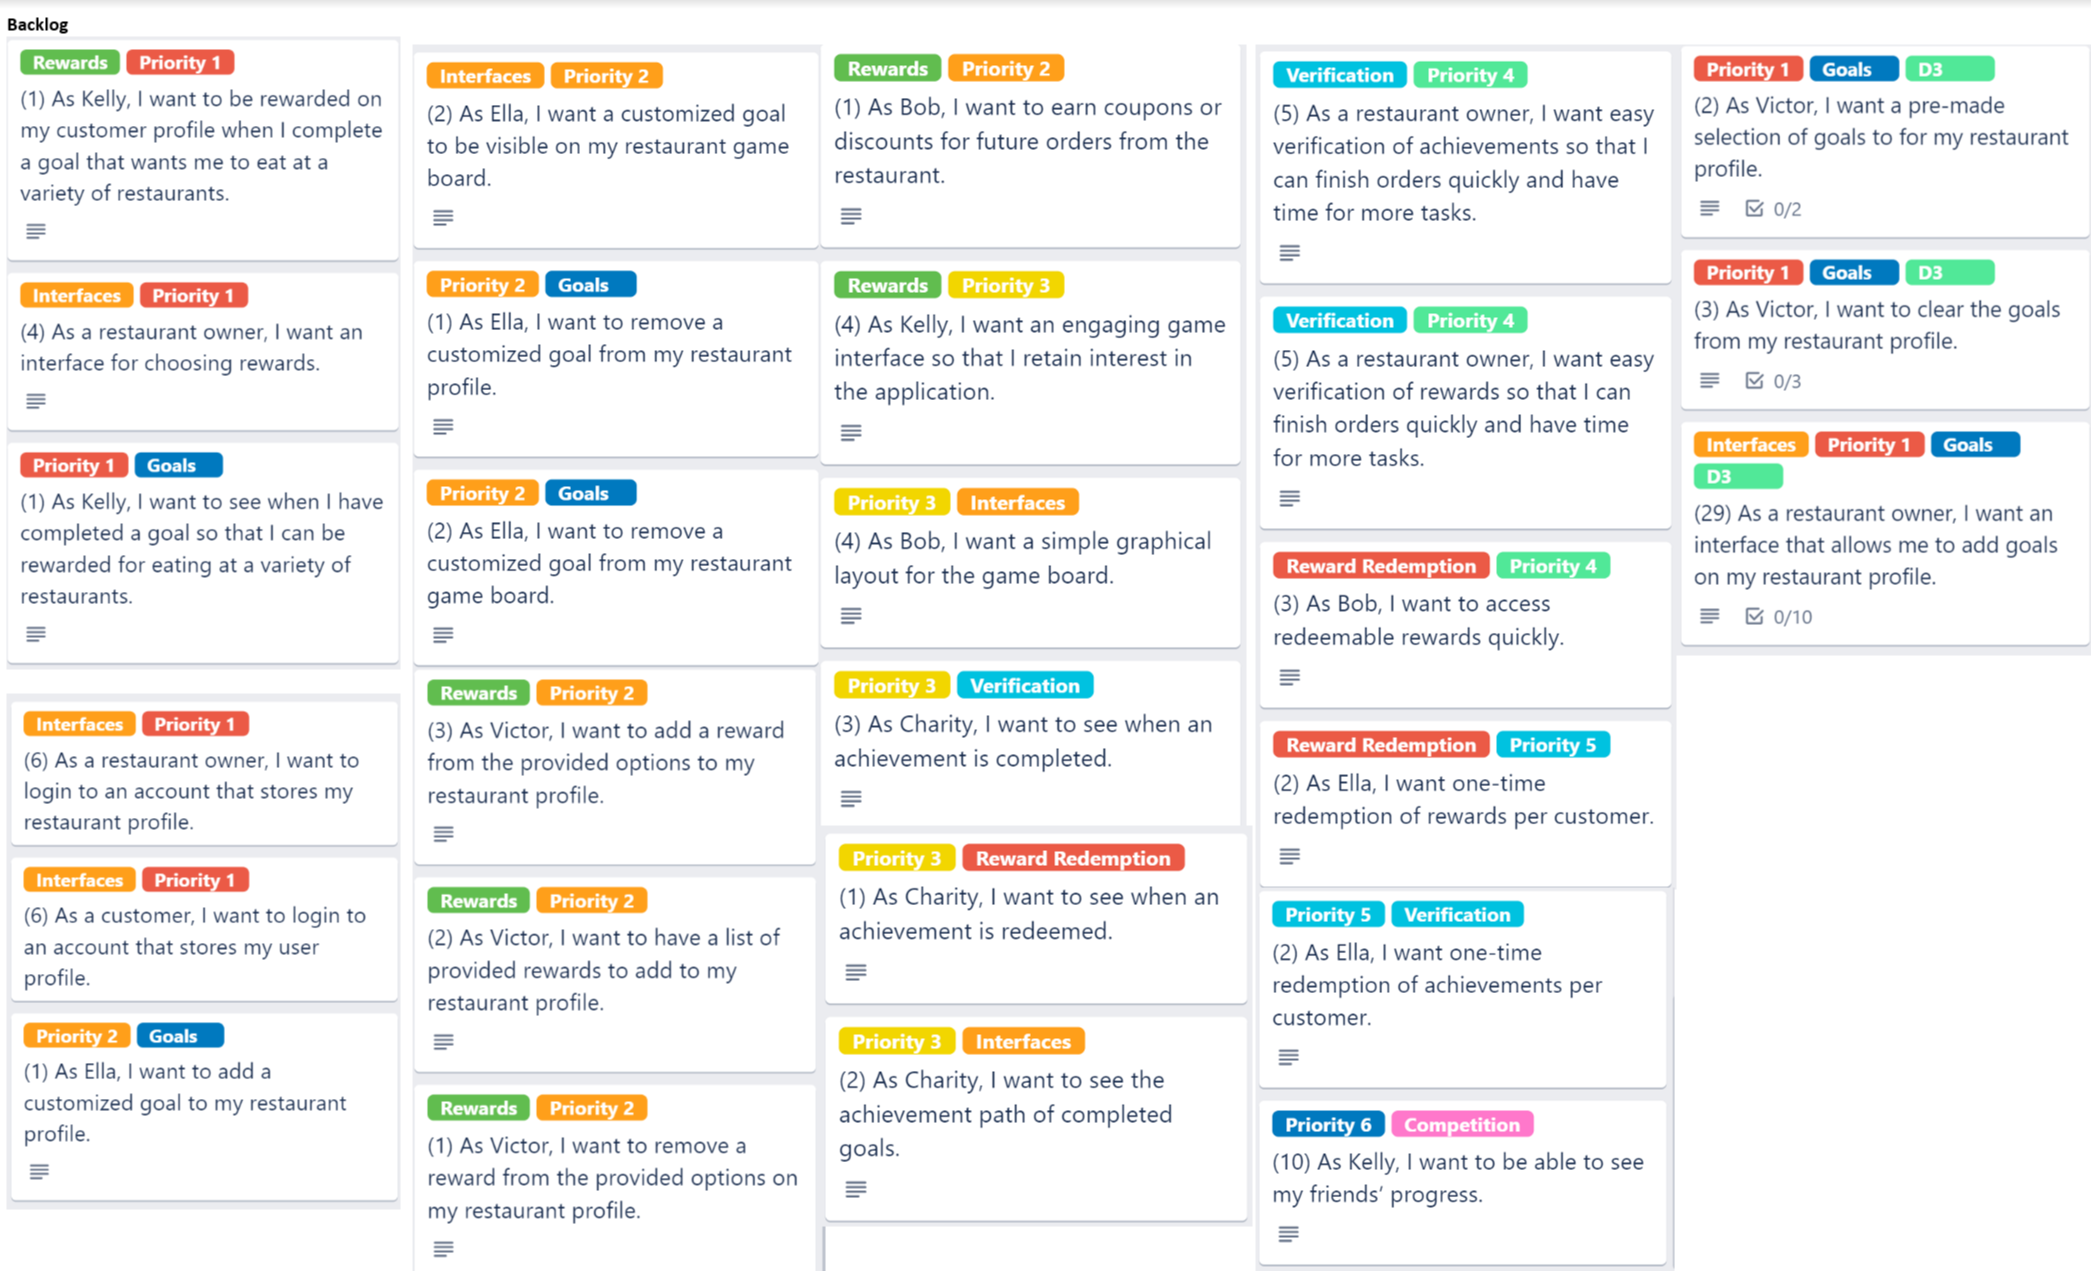 Backlog
Rewards Priority 1
(1) As Kelly, I want to be rewarded on
my customer profile when I complete
a goal that wants me to eat at a
variety of restaurants.
Interfaces Priority 1
(4) As a restaurant owner, I want an
interface for choosing rewards.
Priority 1 Goals
(1) As Kelly, I want to see when I have
completed a goal so that I can be
rewarded for eating at a variety of
restaurants.
Interfaces Priority 1
(6) As a restaurant owner, I want to
login to an account that stores my
restaurant profile.
Interfaces Priority 1
(6) As a customer, I want to login to
an account that stores my user
profile.
Priority 2 Goals
(1) As Ella, I want to add a
customized goal to my restaurant
profile.
Interfaces Priority 2
(2) As Ella, I want a customized goal
to be visible on my restaurant game
board.
Priority 2 Goals
(1) As Ella, I want to remove a
customized goal from my restaurant
profile.
Priority 2 Goals
(2) As Ella, I want to remove a
customized goal from my restaurant
game board.
Rewards Priority 2
(3) As Victor, I want to add a reward
from the provided options to my
restaurant profile.
Rewards Priority 2
(2) As Victor, I want to have a list of
provided rewards to add to my
restaurant profile.
Rewards Priority 2
(1) As Victor, I want to remove a
reward from the provided options on
my restaurant profile.
Rewards Priority 2
(1) As Bob, I want to earn coupons or
discounts for future orders from the
restaurant.
Rewards Priority 3
(4) As Kelly, I want an engaging game
interface so that I retain interest in
the application.
Priority 3 Interfaces
(4) As Bob, I want a simple graphical
layout for the game board.
Priority 3 Verification
(3) As Charity, I want to see when an
achievement is completed.
Priority 3 Reward Redemption
(1) As Charity, I want to see when an
achievement is redeemed.
Priority 3 Interfaces
(2) As Charity, I want to see the
achievement path of completed
goals.
Verification Priority 4
(5) As a restaurant owner, I want easy
verification of achievements so that I
can finish orders quickly and have
time for more tasks.
Verification Priority 4
(5) As a restaurant owner, I want easy
verification of rewards so that I can
finish orders quickly and have time
for more tasks.
Reward Redemption Priority 4
(3) As Bob, I want to access
redeemable rewards quickly.
Reward Redemption Priority 5
(2) As Ella, I want one-time
redemption of rewards per customer.
Priority 5 Verification
(2) As Ella, I want one-time
redemption of achievements per
customer.
Priority 6 Competition
(10) As Kelly, I want to be able to see
my friends’ progress.
Priority 1 Goals D3
(2) As Victor, I want a pre-made
selection of goals to for my restaurant
profile.
0/2
Priority 1 Goals D3
(3) As Victor, I want to clear the goals
from my restaurant profile.
0/3
Interfaces Priority 1 Goals
D3
(29) As a restaurant owner, I want an
interface that allows me to add goals
on my restaurant profile.
0/10